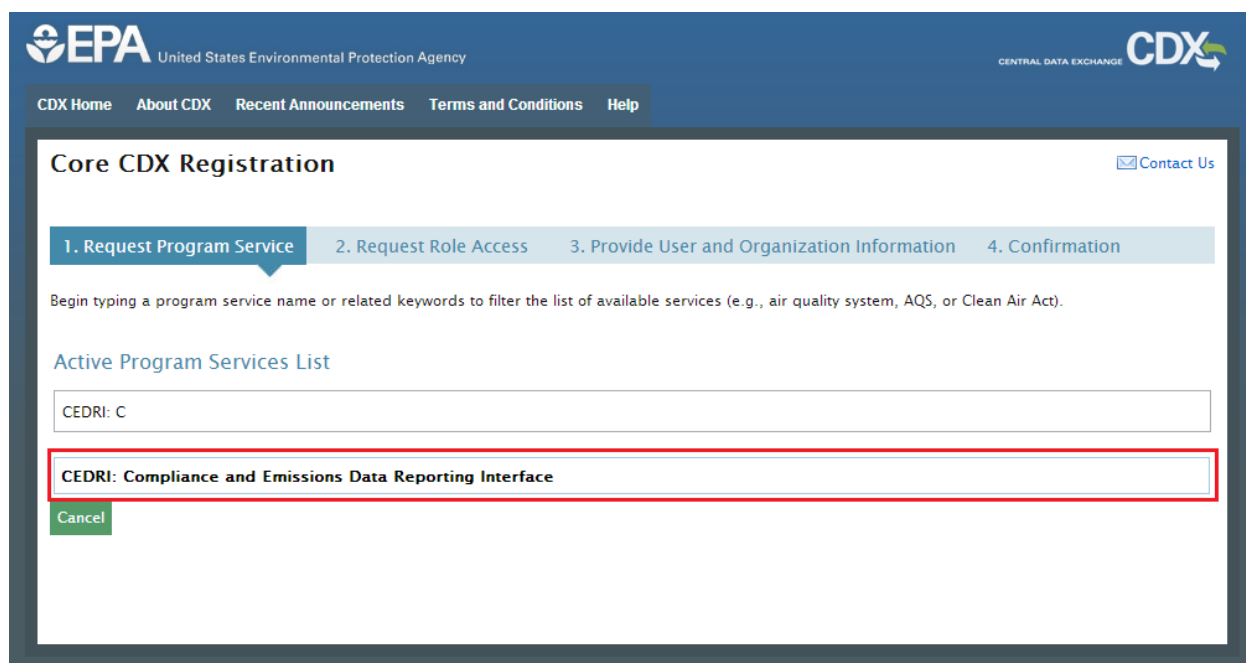 EPA United States Environmental Protection Agency
CENTRAL DATA EXCHANGE CDX
CDX Home About CDX Recent Announcements Terms and Conditions Help
Core CDX Registration
Contact Us
1. Request Program Service 2. Request Role Access 3. Provide User and Organization Information 4. Confirmation
Begin typing a program service name or related keywords to filter the list of available services (e.g., air quality system, AQS, or Clean Air Act).
Active Program Services List
CEDRI: C
CEDRI: Compliance and Emissions Data Reporting Interface
Cancel